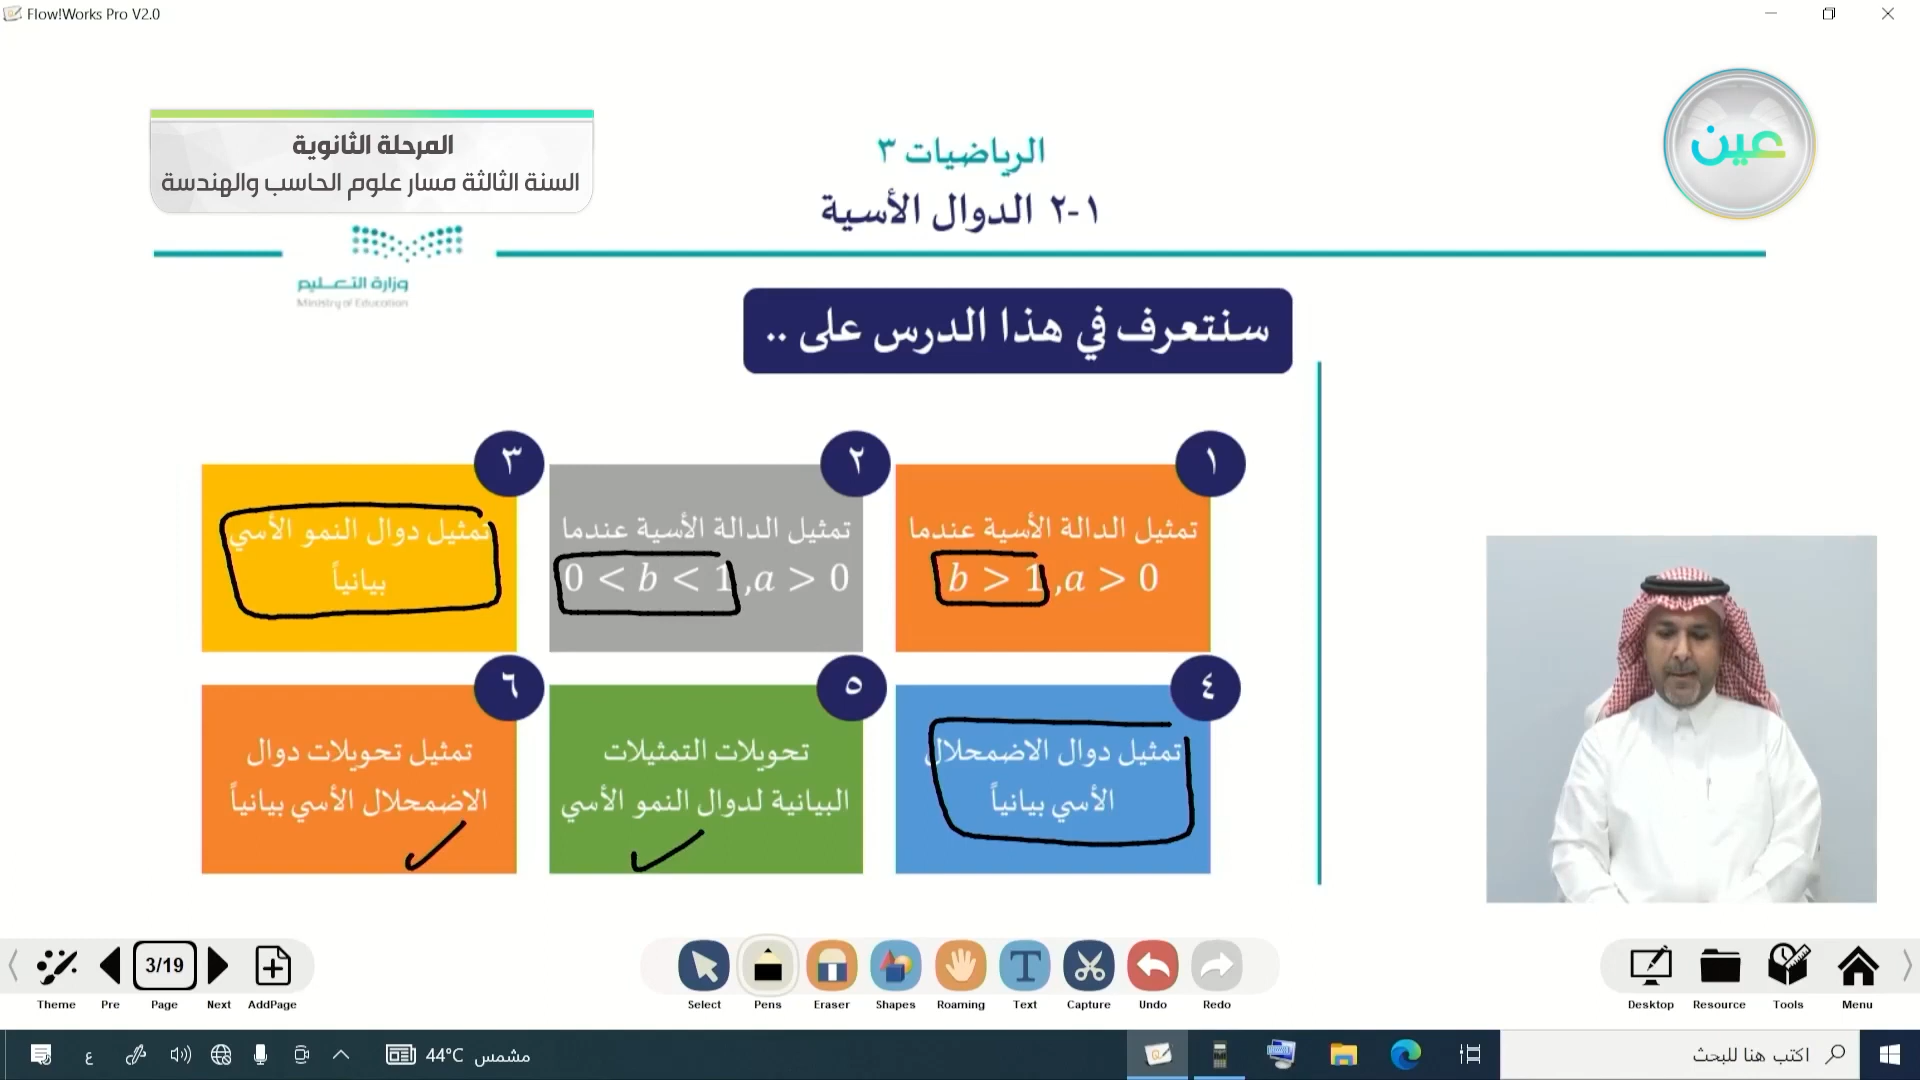 Flow!Works Pro V2.0
المرحلة الثانوية
السنة الثالثة مسار علوم الحاسب والهندسة
الرياضيات ٣
١-٢ الدوال الأسية
عين
وزارة التعليم
Ministry of Education
سنتعرف في هذا الدرس على ..
١
تمثيل الدالة الأسية عندما
b > 1 ,a > 0
٢
تمثيل الدالة الأسية عندما
0 < b < 1 ,a > 0
٣
تمثيل دوال النمو الأسي
بيانياً
٤
تمثيل دوال الاضمحلال
الأسي بيانياً
٥
تحويلات التمثيلات
البيانية لدوال النمو الأسي
٦
تمثيل تحويلات دوال
الاضمحلال الأسي بيانياً
3/19
Theme Pre Page Next AddPage
T
Select Pens Eraser Shapes Roaming Text Capture Undo Redo
Desktop Resource Tools Menu
ع
44°C مشمس
اكتب هنا للبحث